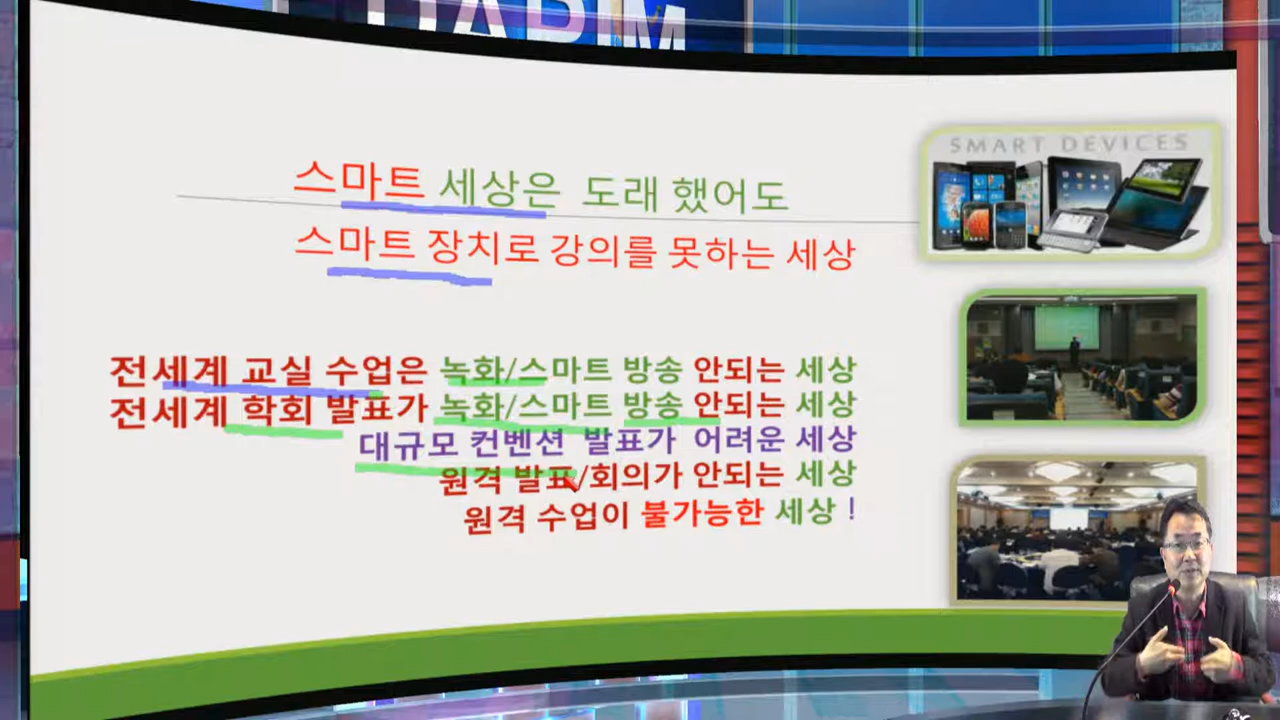 스마트 세상은 도래 했어도
스마트 장치로 강의를 못하는 세상
SMART DEVICES
전세계 교실 수업은 녹화/스마트 방송 안되는 세상
전세계 학회 발표가 녹화/스마트 방송 안되는 세상
대규모 컨벤션 발표가 어려운 세상
원격 발표/회의가 안되는 세상
원격 수업이 불가능한 세상 !